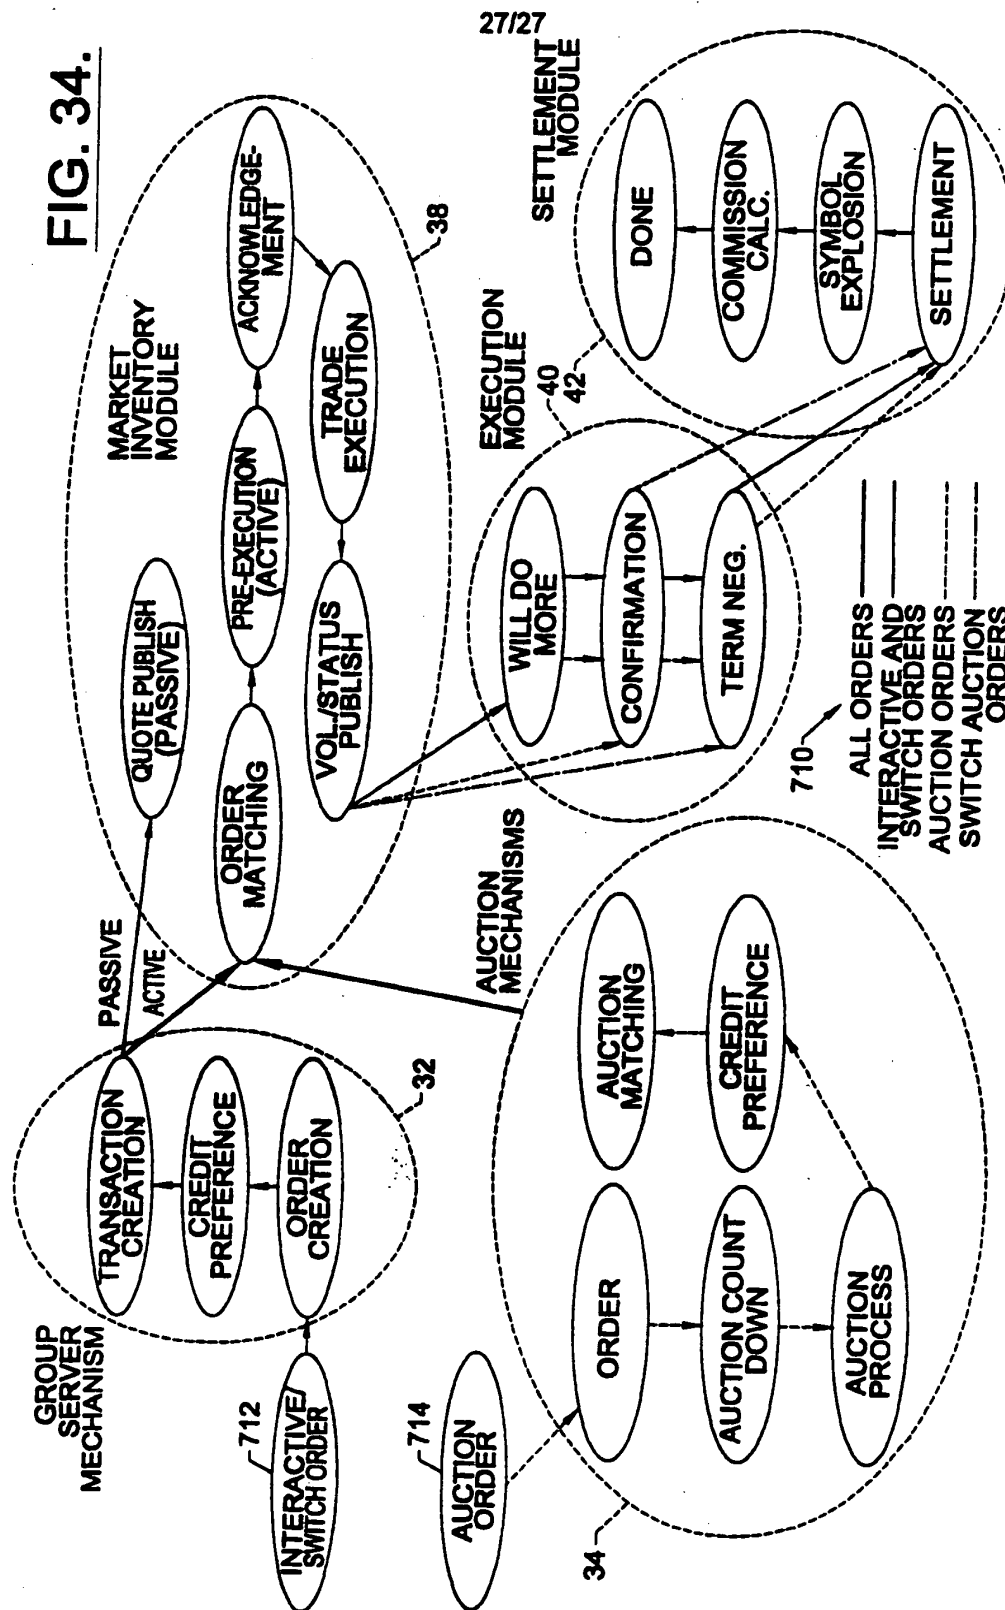 27/27
FIG. 34.
GROUP
SERVER
MECHANISM
712
INTERACTIVE/
SWITCH ORDER
TRANSACTION
CREATION
CREDIT
PREFERENCE
ORDER
CREATION
32
PASSIVE
ACTIVE
MARKET
INVENTORY
MODULE
QUOTE PUBLISH
(PASSIVE)
ORDER
MATCHING
PRE-EXECUTION
(ACTIVE)
ACKNOWLEDGE-
MENT
TRADE
EXECUTION
VOL./STATUS
PUBLISH
38
714
AUCTION
ORDER
AUCTION
MECHANISMS
ORDER
AUCTION COUNT
DOWN
AUCTION
PROCESS
CREDIT
PREFERENCE
AUCTION
MATCHING
34
EXECUTION
MODULE
40
WILL DO
MORE
CONFIRMATION
TERM NEG.
SETTLEMENT
MODULE
42
DONE
COMMISSION
CALC.
SYMBOL
EXPLOSION
SETTLEMENT
710
ALL ORDERS
INTERACTIVE AND
SWITCH ORDERS
AUCTION ORDERS
SWITCH AUCTION
ORDERS